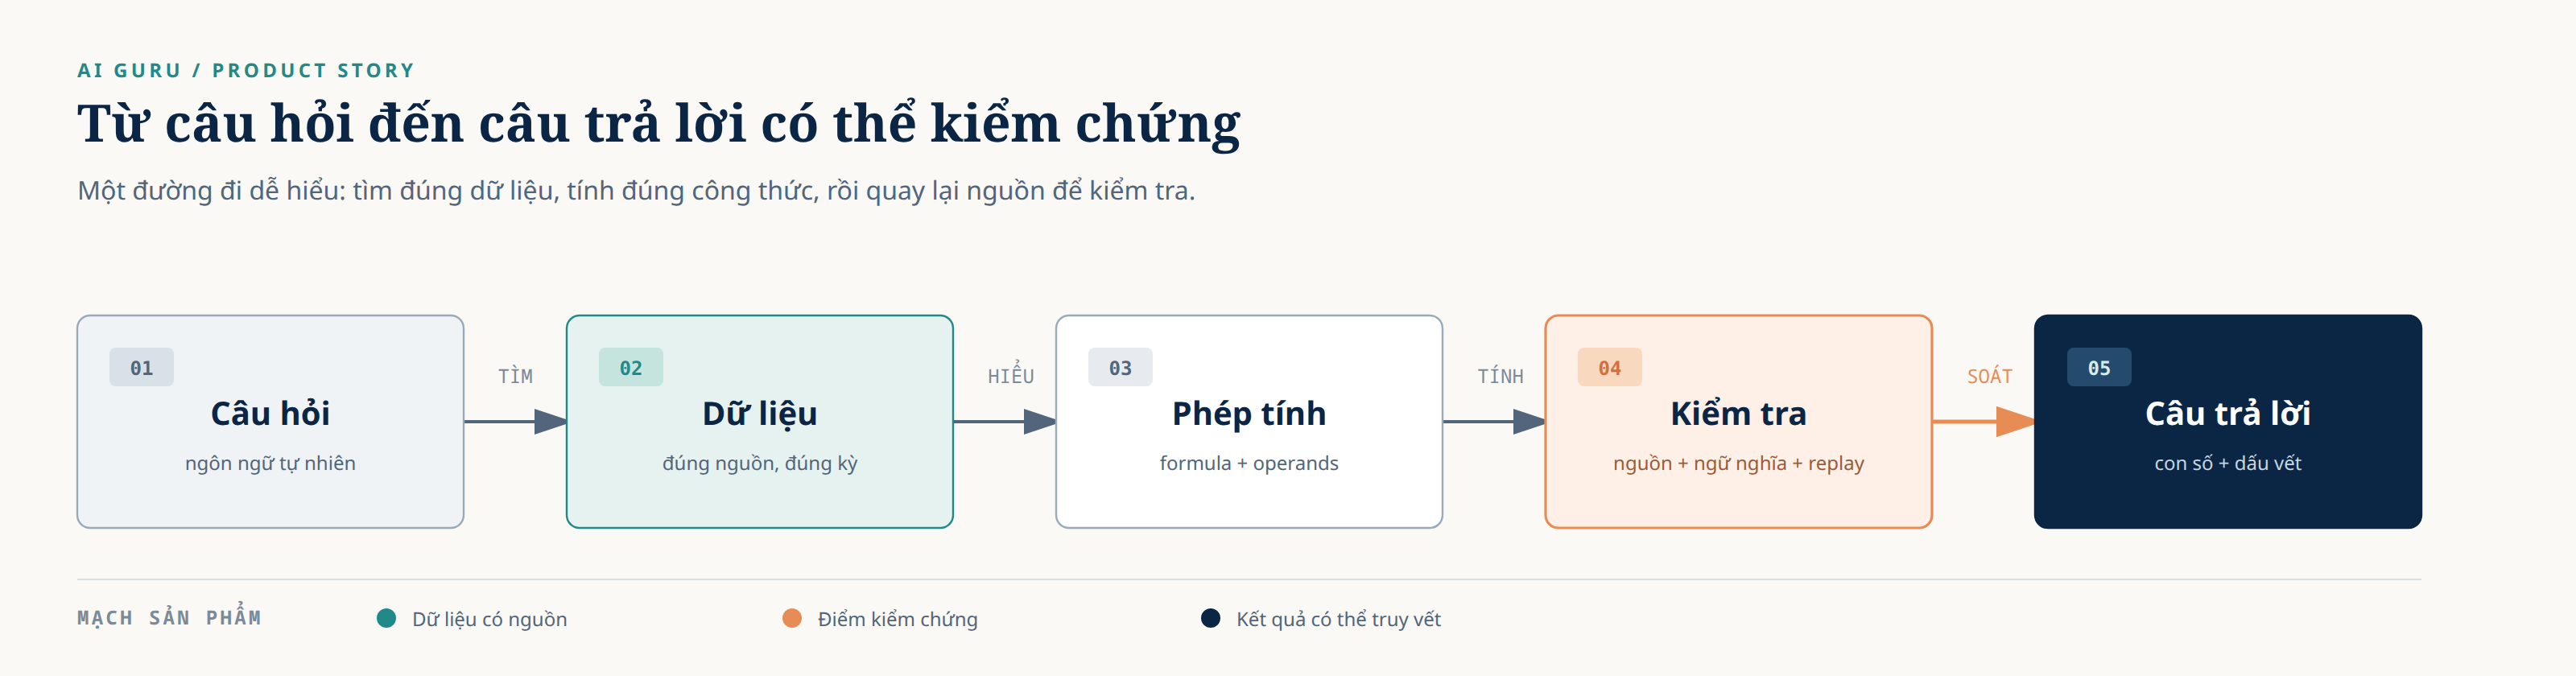 AI GURU / PRODUCT STORY
Từ câu hỏi đến câu trả lời có thể kiểm chứng
Một đường đi dễ hiểu: tìm đúng dữ liệu, tính đúng công thức, rồi quay lại nguồn để kiểm tra.
01
Câu hỏi
ngôn ngữ tự nhiên
TÌM
02
Dữ liệu
đúng nguồn, đúng kỳ
HIỂU
03
Phép tính
formula + operands
TÍNH
04
Kiểm tra
nguồn + ngữ nghĩa + replay
SOÁT
05
Câu trả lời
con số + dấu vết
MẠCH SẢN PHẨM
Dữ liệu có nguồn
Điểm kiểm chứng
Kết quả có thể truy vết